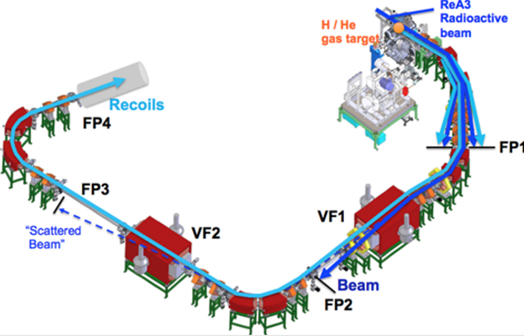 ReA3
Radioactive
beam
H / He
gas target
Recoils
FP4
FP1
FP3
VF1
"Scattered
Beam"
VF2
Beam
FP2